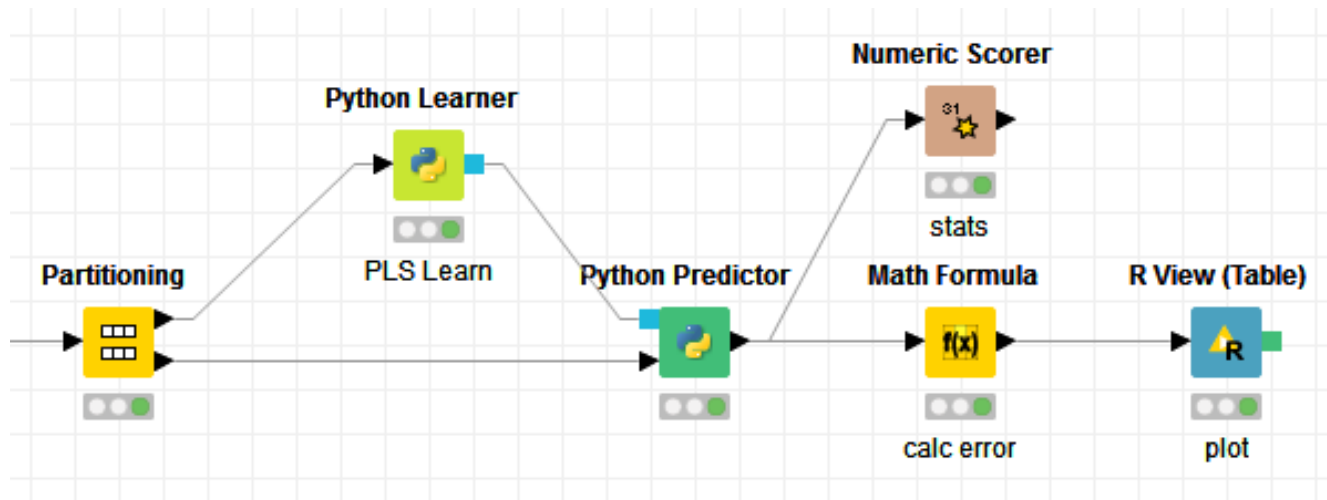 Numeric Scorer
31
stats
Python Learner
PLS Learn
Partitioning
Python Predictor
Math Formula
f(x)
calc error
R View (Table)
R
plot